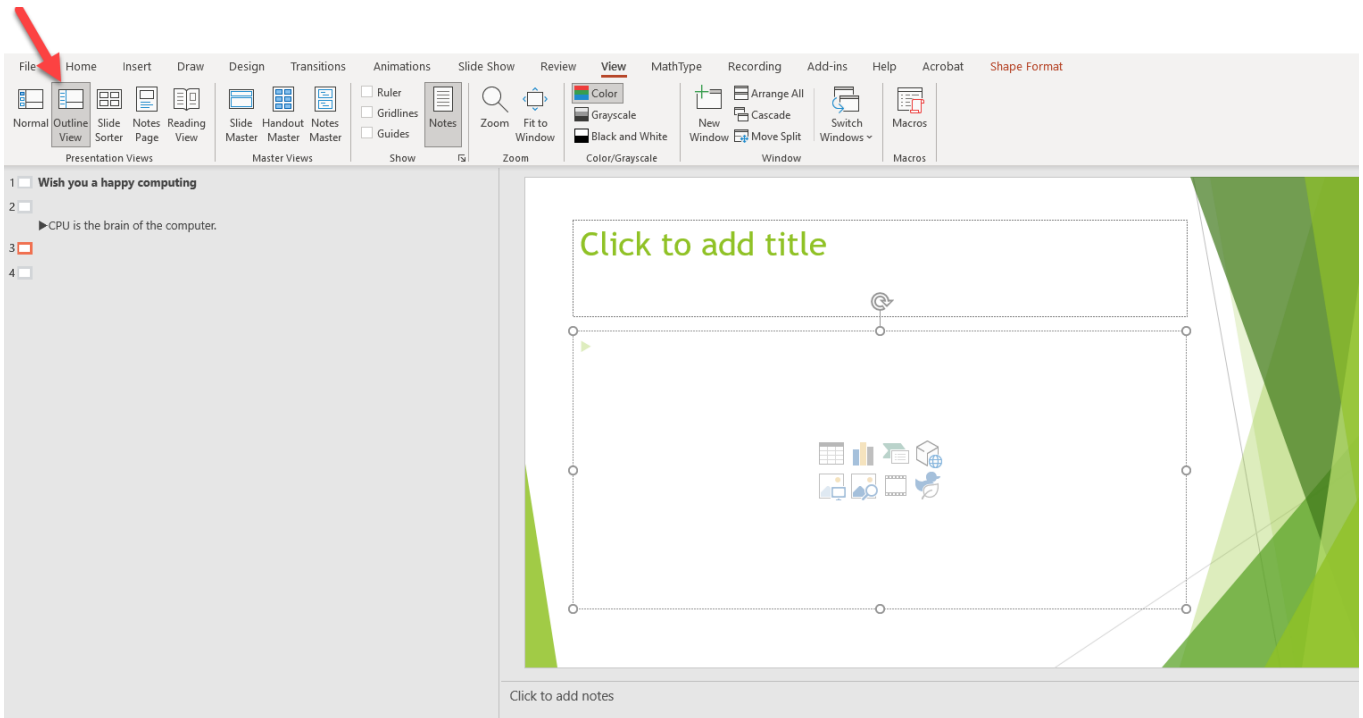 File Home Insert Draw Design Transitions Animations Slide Show Review View MathType Recording Add-ins Help Acrobat Shape Format
Normal
Outline
View
Slide
Sorter
Notes
Page
Reading
View
Presentation Views
Slide
Master
Handout
Master
Notes
Master
Master Views
Ruler
Gridlines
Guides
Notes
Show
Zoom
Fit to
Window
Zoom
Color
Grayscale
Black and White
Color/Grayscale
New
Window
Arrange All
Cascade
Move Split
Switch
Windows
Window
Macros
Macros
1 Wish you a happy computing
2
▶CPU is the brain of the computer.
3
4
Click to add title
Click to add notes